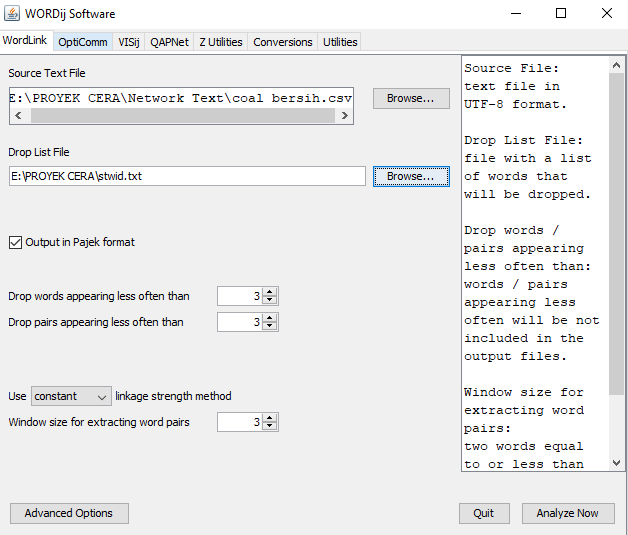 WORDij Software
WordLink OptiComm VISij QAPNet Z Utilities Conversions Utilities
Source Text File
E:\PROYEK CERA\Network Text\coal bersih.csv
Browse...
Drop List File
E:\PROYEK CERA\stwid.txt
Browse...
Output in Pajek format
Drop words appearing less often than 3
Drop pairs appearing less often than 3
Use constant linkage strength method
Window size for extracting word pairs 3
Advanced Options
Source File:
text file in
UTF-8 format.
Drop List File:
file with a list
of words that
will be dropped.
Drop words /
pairs appearing
less often than:
words / pairs
appearing less
often will be not
included in the
output files.
Window size for
extracting word
pairs:
two words equal
to or less than
Quit
Analyze Now